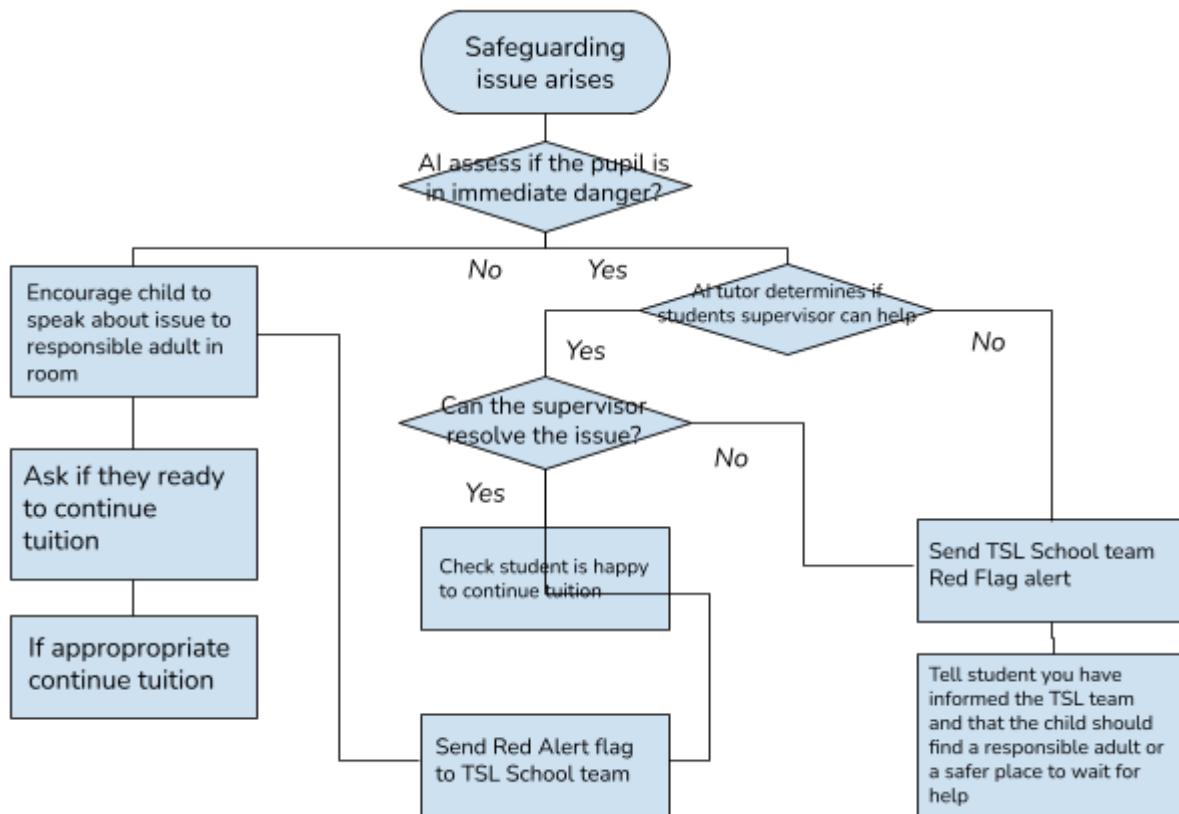 Safeguarding
issue arises
AI assess if the pupil is
in immediate danger?
No
Yes
Encourage child to
speak about issue to
responsible adult in
room
AI tutor determines if
students supervisor can help
Yes
No
Can the supervisor
resolve the issue?
No
Yes
Ask if they ready
to continue
tuition
Check student is happy
to continue tuition
Send TSL School team
Red Flag alert
If appropropriate
continue tuition
Send Red Alert flag
to TSL School team
Tell student you have
informed the TSL team
and that the child should
find a responsible adult or
a safer place to wait for
help